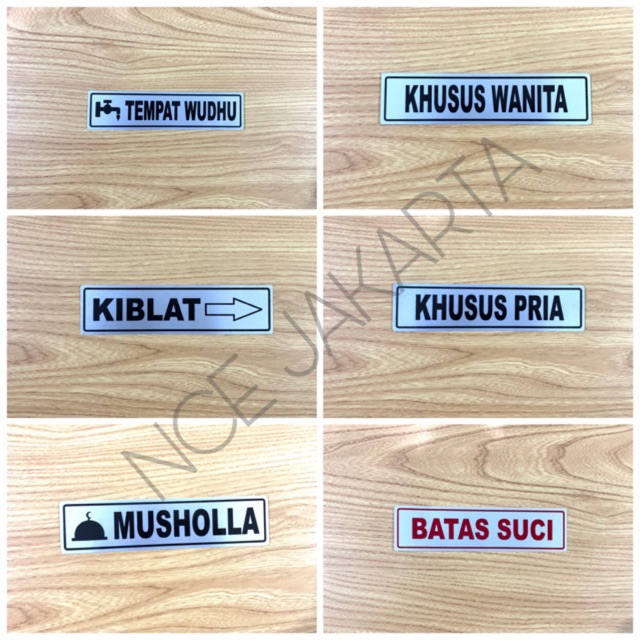 TEMPAT WUDHU
KHUSUS WANITA
KIBLAT
KHUSUS PRIA
MUSHOLLA
BATAS SUCI
NCE JAKARTA